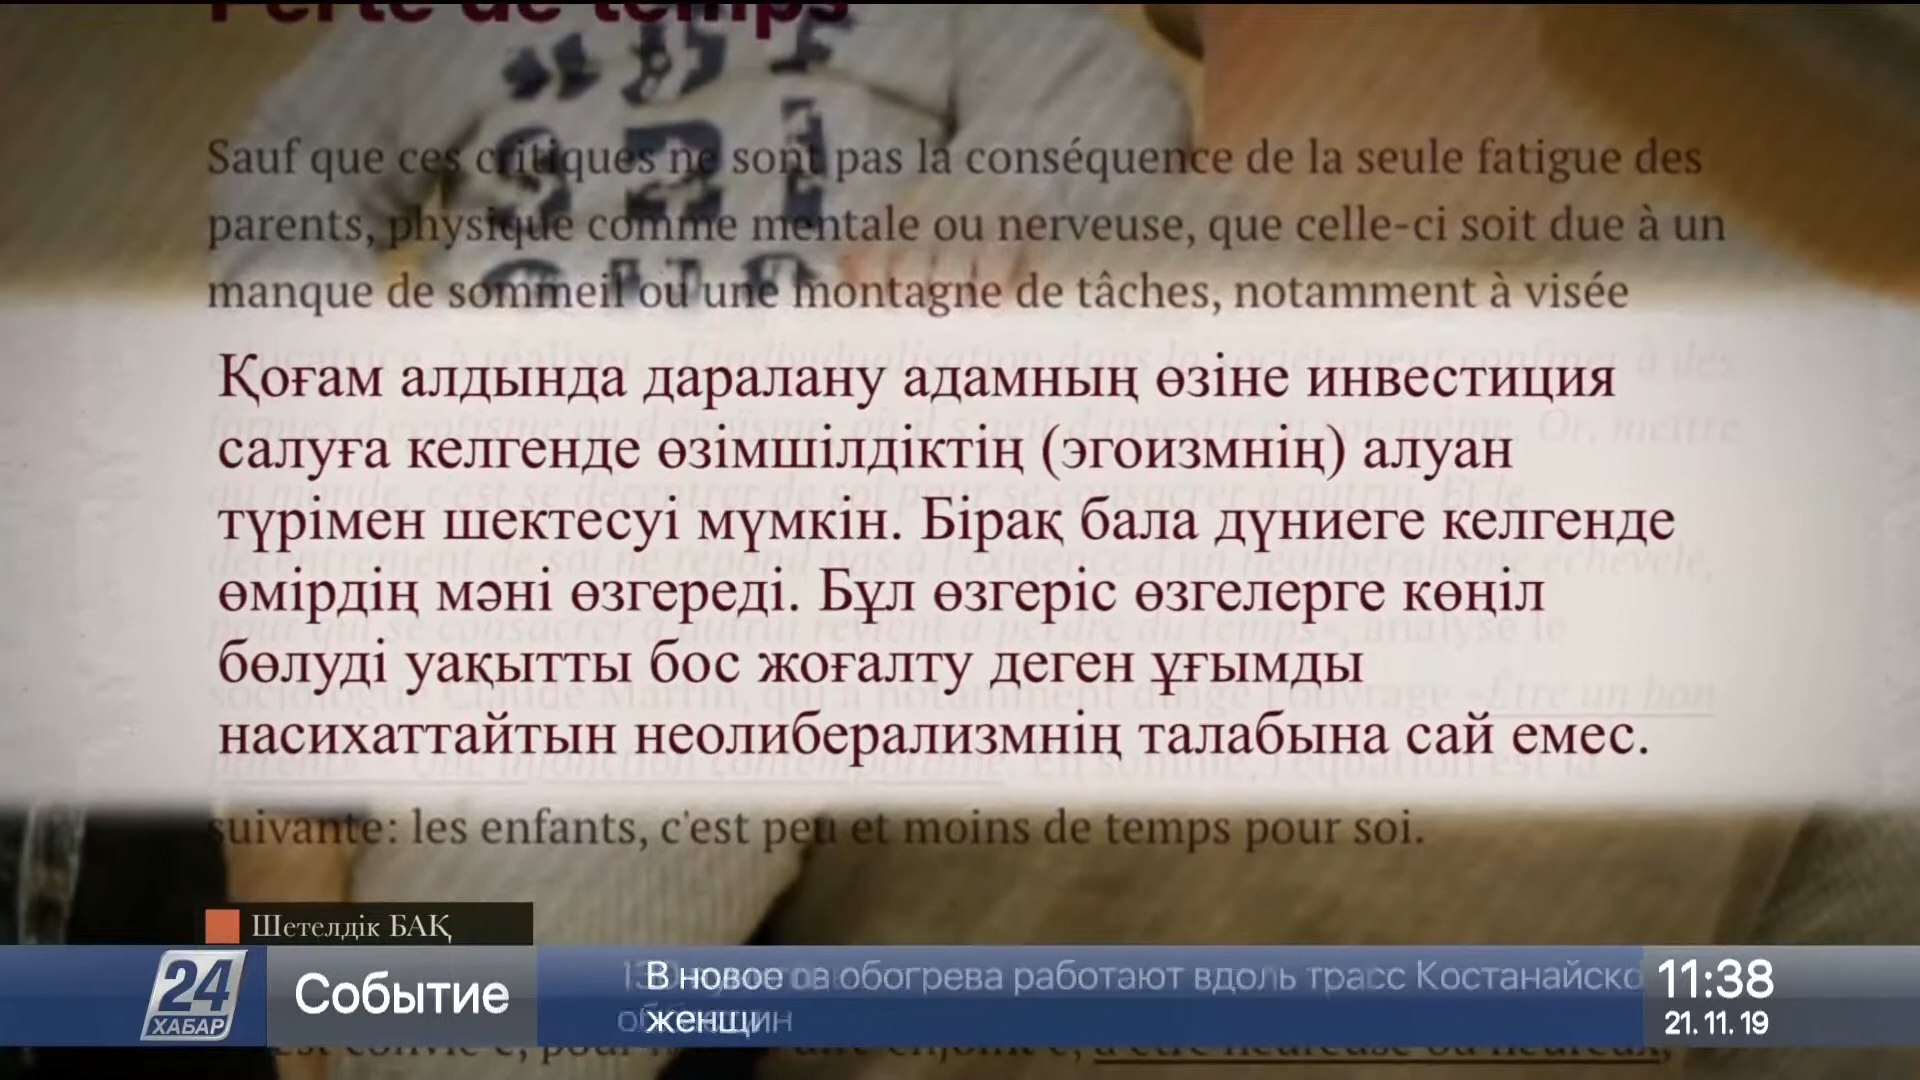 Perte de temps
Sauf que ces critiques ne sont pas la conséquence de la seule fatigue des
parents, physique comme mentale ou nerveuse, que celle-ci soit due à un
manque de sommeil ou une montagne de tâches, notamment à visée
Қоғам алдында даралану адамның өзіне инвестиция
салуға келгенде өзімшілдіктің (эгоизмнің) алуан
түрімен шектесуі мүмкін. Бірақ бала дүниеге келгенде
өмірдің мәні өзгереді. Бұл өзгеріс өзгелерге көңіл
бөлуді уақытты бос жоғалту деген ұғымды
насихаттайтын неолиберализмнің талабына сай емес.
suivante: les enfants, c'est peu et moins de temps pour soi.
Шетелдік БАҚ
24
ХАБАР
Событие
В новое обогрева работают вдоль трасс Костанайско
женщин
11:38
21.11.19